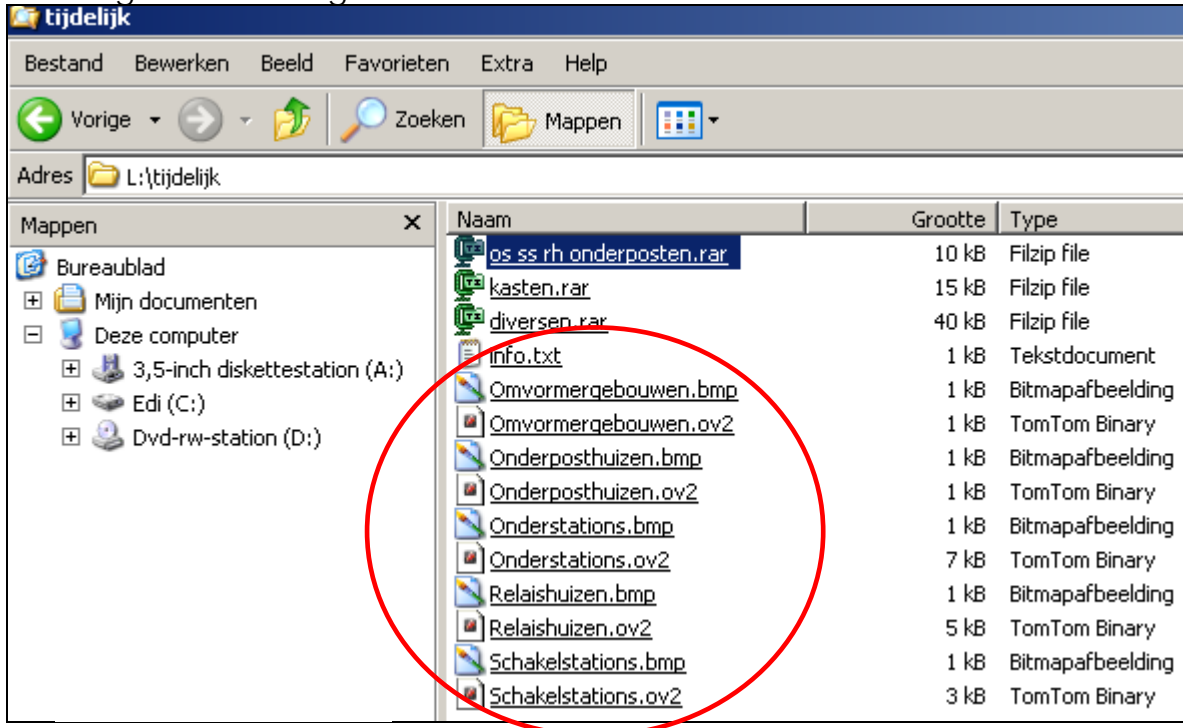 tijdelijk
Bestand Bewerken Beeld Favorieten Extra Help
Vorige Zoeken Mappen
Adres L:\tijdelijk
Mappen x Naam Grootte Type
Bureaublad
Mijn documenten
Deze computer
3,5-inch diskettestation (A:)
Edi (C:)
Dvd-rw-station (D:)
os ss rh onderposten.rar 10 kB Filzip file
kasten.rar 15 kB Filzip file
diversen.rar 40 kB Filzip file
info.txt 1 kB Tekstdocument
Omvormergebouwen.bmp 1 kB Bitmapafbeelding
Omvormergebouwen.ov2 1 kB TomTom Binary
Onderposthuizen.bmp 1 kB Bitmapafbeelding
Onderposthuizen.ov2 1 kB TomTom Binary
Onderstations.bmp 1 kB Bitmapafbeelding
Onderstations.ov2 7 kB TomTom Binary
Relaishuizen.bmp 1 kB Bitmapafbeelding
Relaishuizen.ov2 5 kB TomTom Binary
Schakelstations.bmp 1 kB Bitmapafbeelding
Schakelstations.ov2 3 kB TomTom Binary